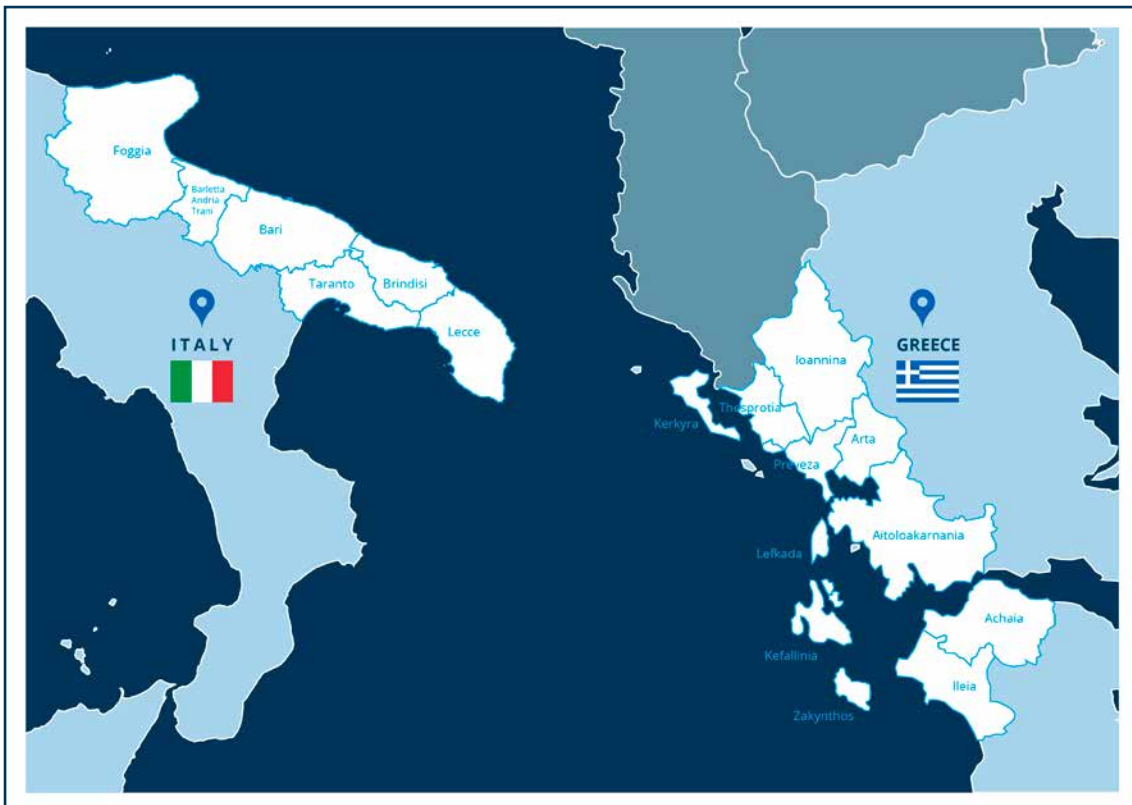 Foggia
Barletta
Andria
Trani
Bari
Taranto
Brindisi
Lecce
ITALY
GREECE
Ioannina
Thesprotia
Kerkyra
Arta
Preveza
Aitoloakarnania
Lefkada
Achaia
Kefallinia
Ileia
Zakynthos